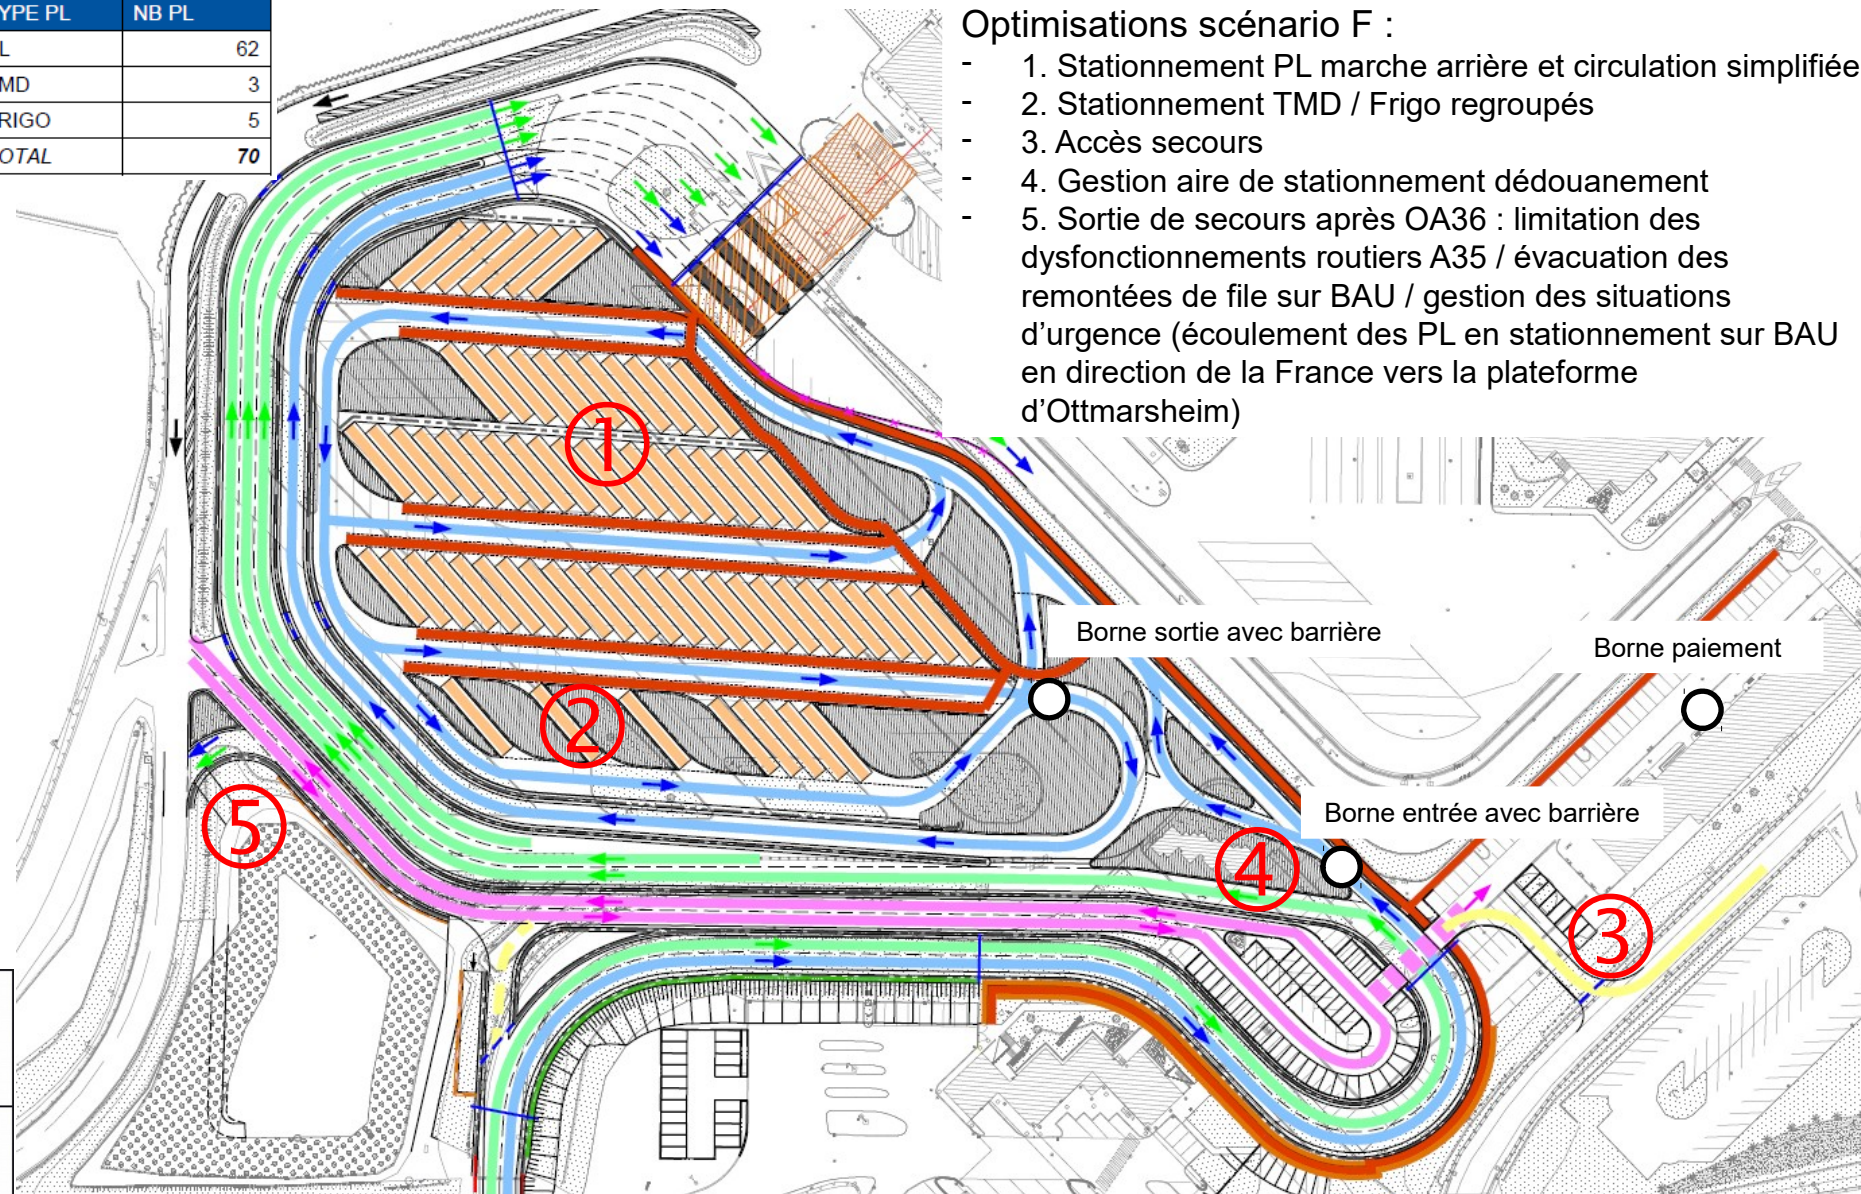 YPE PL NB PL
L 62
MD 3
RIGO 5
OTAL 70
Optimisations scénario F :
- 1. Stationnement PL marche arrière et circulation simplifiée
- 2. Stationnement TMD / Frigo regroupés
- 3. Accès secours
- 4. Gestion aire de stationnement dédouanement
- 5. Sortie de secours après OA36 : limitation des
dysfonctionnements routiers A35 / évacuation des
remontées de file sur BAU / gestion des situations
d'urgence (écoulement des PL en stationnement sur BAU
en direction de la France vers la plateforme
d'Ottmarsheim)
1
Borne sortie avec barrière
Borne paiement
2
Borne entrée avec barrière
5
4
3